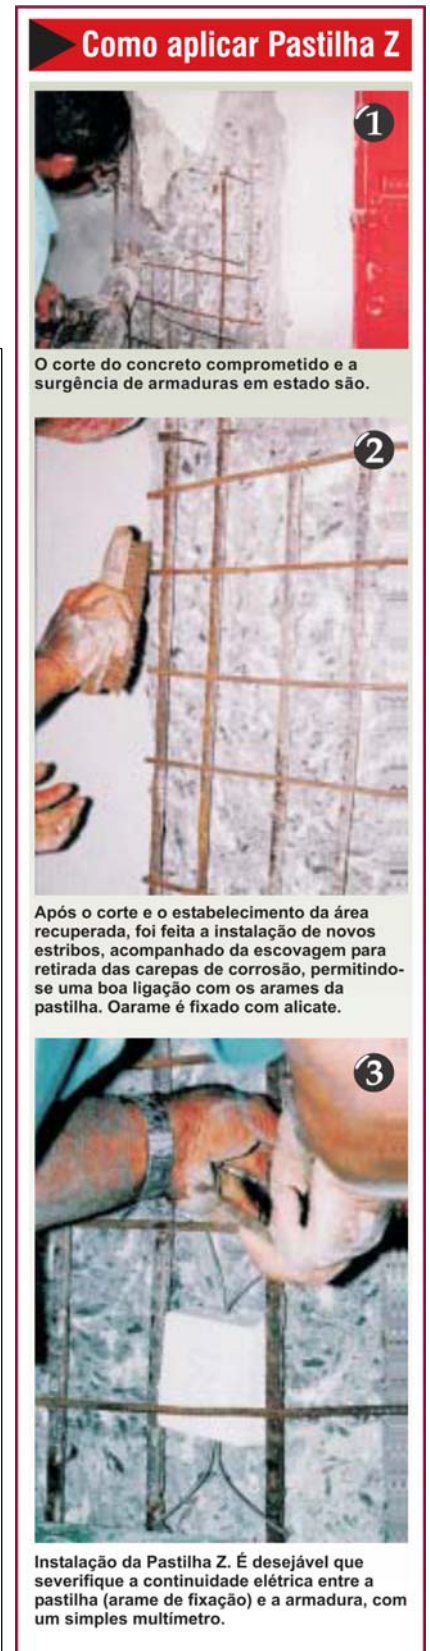 Como aplicar Pastilha Z
1
O corte do concreto comprometido e a
surgência de armaduras em estado são.
2
Após o corte e o estabelecimento da área
recuperada, foi feita a instalação de novos
estribos, acompanhado da escovagem para
retirada das carepas de corrosão, permitindo-
se uma boa ligação com os arames da
pastilha. Oarame é fixado com alicate.
3
Instalação da Pastilha Z. É desejável que
severifique a continuidade elétrica entre a
pastilha (arame de fixação) e a armadura, com
um simples multímetro.